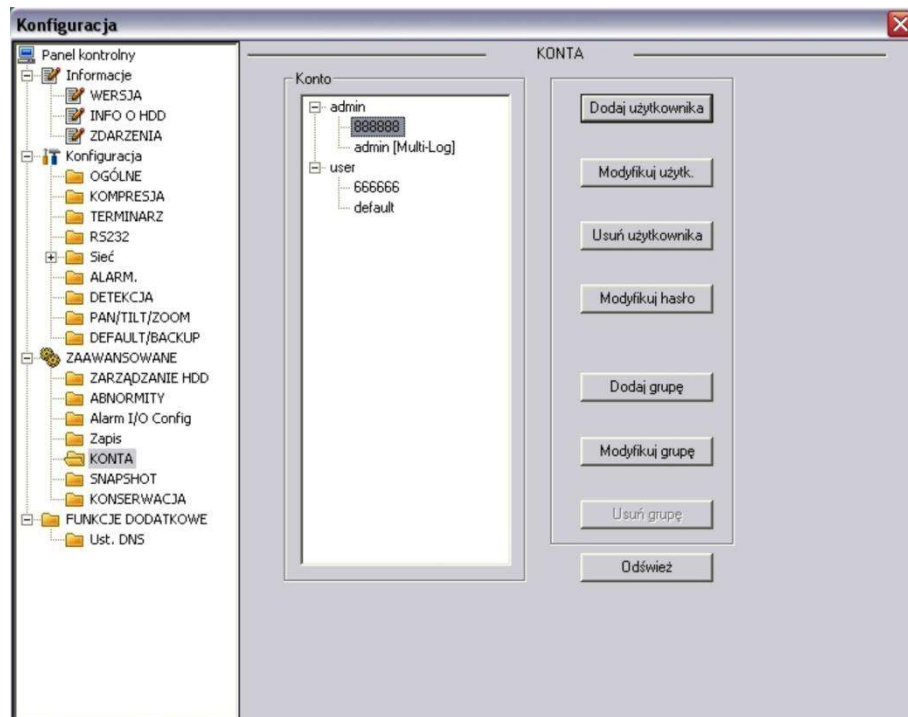 Konfiguracja
Panel kontrolny
Informacje
WERSJA
INFO O HDD
ZDARZENIA
Konfiguracja
OGÓLNE
KOMPRESJA
TERMINARZ
RS232
Sieć
ALARM.
DETEKCJA
PAN/TILT/ZOOM
DEFAULT/BACKUP
ZAAWANSOWANE
ZARZĄDZANIE HDD
ABNORMITY
Alarm I/O Config
Zapis
KONTA
SNAPSHOT
KONSERWACJA
FUNKCJE DODATKOWE
Ust. DNS
KONTA
Konto
admin
888888
admin [Multi-Log]
user
666666
default
Dodaj użytkownika
Modyfikuj użytk.
Usuń użytkownika
Modyfikuj hasło
Dodaj grupę
Modyfikuj grupę
Usuń grupę
Odśwież